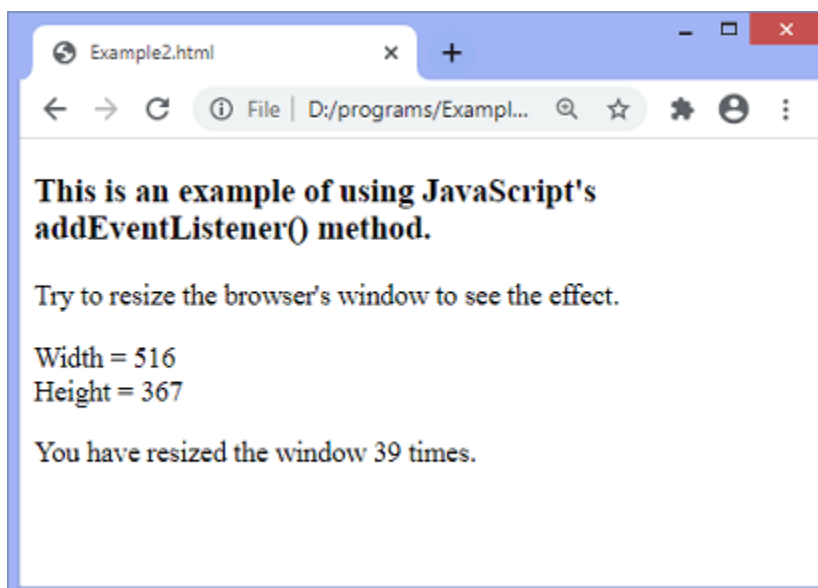 Example2.html
File | D:/programs/Exampl...
This is an example of using JavaScript's
addEventListener() method.
Try to resize the browser's window to see the effect.
Width = 516
Height = 367
You have resized the window 39 times.